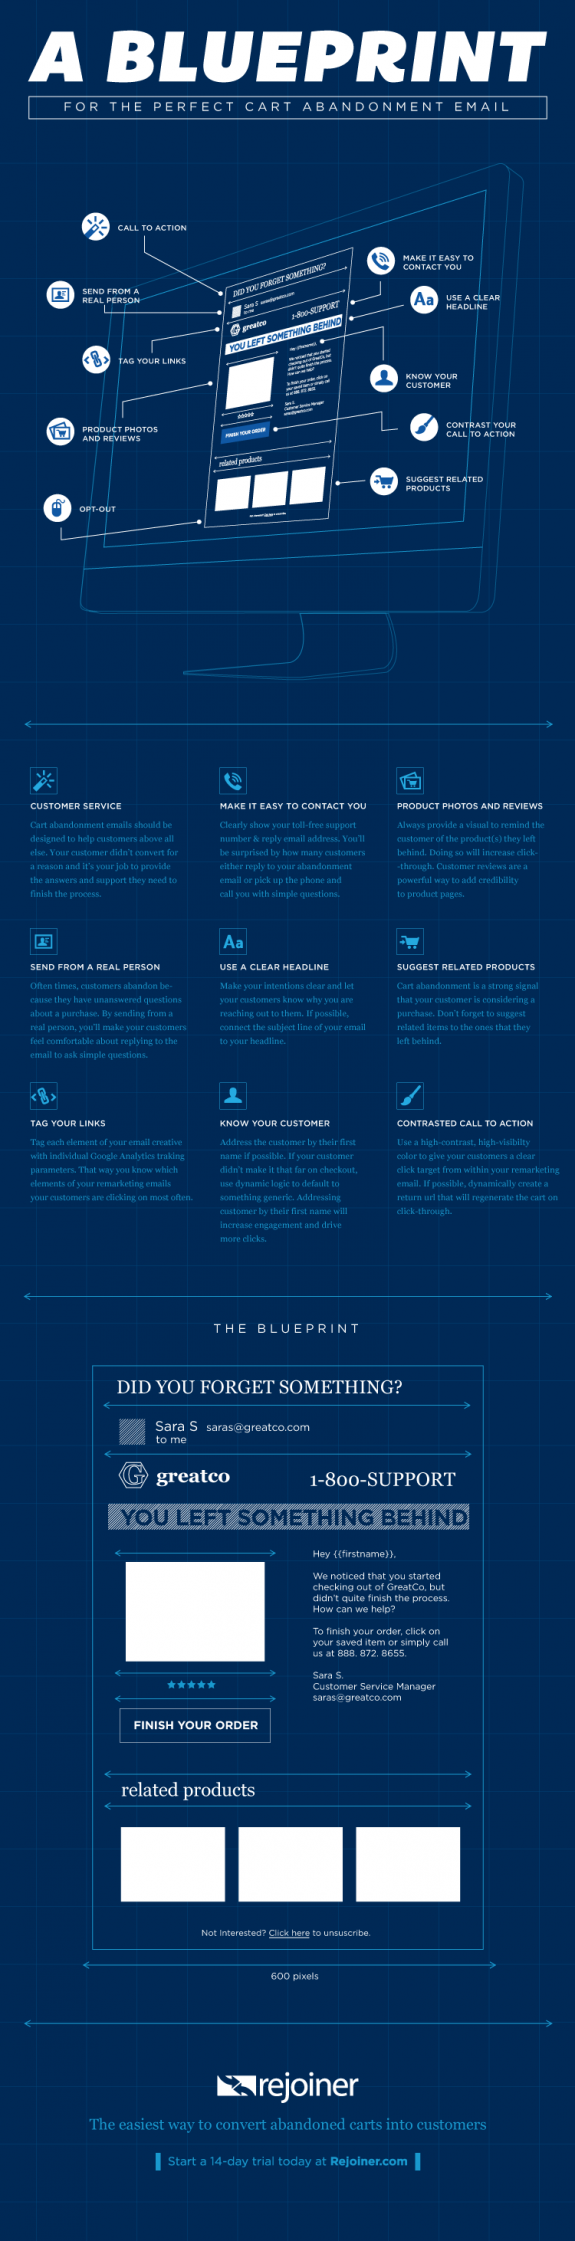 A BLUEPRINT
FOR THE PERFECT CART ABANDONMENT EMAIL
CALL TO ACTION
MAKE IT EASY TO
CONTACT YOU
SEND FROM A
REAL PERSON
USE A CLEAR
HEADLINE
TAG YOUR LINKS
KNOW YOUR
CUSTOMER
PRODUCT PHOTOS
AND REVIEWS
CONTRAST YOUR
CALL TO ACTION
SUGGEST RELATED
PRODUCTS
OPT-OUT
DID YOU FORGET SOMETHING?
Sara S saras@greatco.com
to me
greatco
1-800-SUPPORT
YOU LEFT SOMETHING BEHIND
FINISH YOUR ORDER
related products
CUSTOMER SERVICE
Cart abandonment emails should be
designed to help customers above all
else. Your customer didn't convert for
a reason and it's your job to provide
the answers and support they need to
finish the process.
MAKE IT EASY TO CONTACT YOU
Clearly show your toll-free support
number & reply email address. You'll
be surprised by how many customers
either reply to your abandonment
email or pick up the phone and
call you with simple questions.
PRODUCT PHOTOS AND REVIEWS
Always provide a visual to remind the
customer of the product(s) they left
behind. Doing so will increase click-
-through. Customer reviews are a
powerful way to add credibility
to product pages.
SEND FROM A REAL PERSON
Often times, customers abandon be-
cause they have unanswered questions
about a purchase. By sending from a
real person, you'll make your customers
feel comfortable about replying to the
email to ask simple questions.
USE A CLEAR HEADLINE
Make your intentions clear and let
your customers know why you are
reaching out to them. If possible,
connect the subject line of your email
to your headline.
SUGGEST RELATED PRODUCTS
Cart abandonment is a strong signal
that your customer is considering a
purchase. Don't forget to suggest
related items to the ones that they
left behind.
TAG YOUR LINKS
Tag each element of your email creative
with individual Google Analytics traking
parameters. That way you know which
elements of your remarketing emails
your customers are clicking on most often.
KNOW YOUR CUSTOMER
Address the customer by their first
name if possible. If your customer
didn't make it that far on checkout,
use dynamic logic to default to
something generic. Addressing
customer by their first name will
increase engagement and drive
more clicks.
CONTRASTED CALL TO ACTION
Use a high-contrast, high-visibilty
color to give your customers a clear
click target from within your remarketing
email. If possible, dynamically create a
return url that will regenerate the cart on
click-through.
THE BLUEPRINT
DID YOU FORGET SOMETHING?
Sara S saras@greatco.com
to me
G greatco
1-800-SUPPORT
YOU LEFT SOMETHING BEHIND
Hey {{firstname}},
We noticed that you started
checking out of GreatCo, but
didn't quite finish the process.
How can we help?
To finish your order, click on
your saved item or simply call
us at 888. 872. 8655.
Sara S.
Customer Service Manager
saras@greatco.com
FINISH YOUR ORDER
related products
Not Interested? Click here to unsuscribe.
600 pixels
rejoiner
The easiest way to convert abandoned carts into customers
Start a 14-day trial today at Rejoiner.com